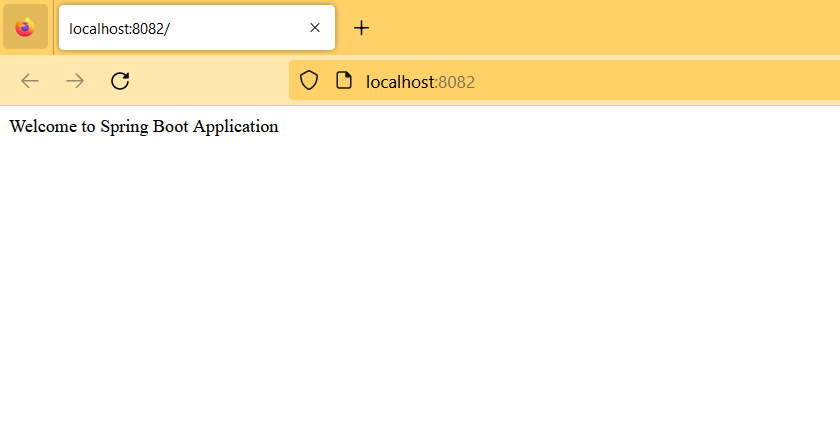 localhost:8082/
localhost:8082
Welcome to Spring Boot Application